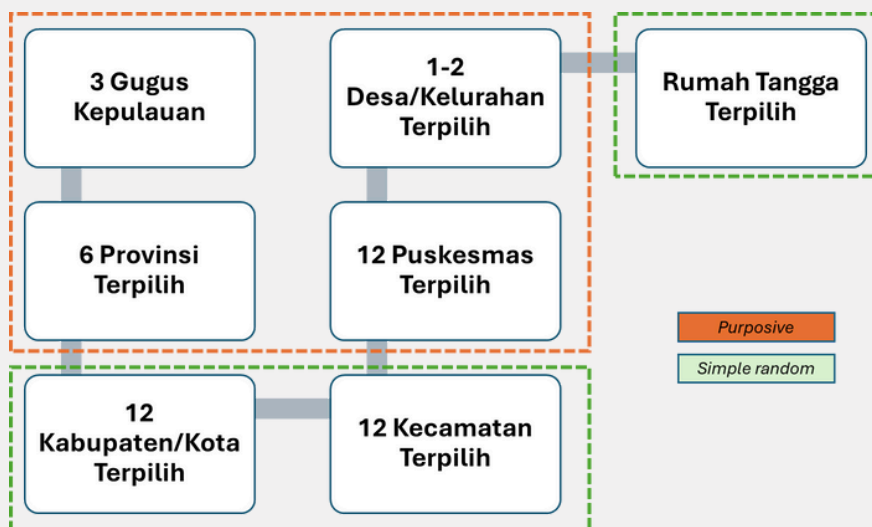 3 Gugus
Kepulauan
6 Provinsi
Terpilih
12
Kabupaten/Kota
Terpilih
12 Kecamatan
Terpilih
12 Puskesmas
Terpilih
1-2
Desa/Kelurahan
Terpilih
Rumah Tangga
Terpilih
Purposive
Simple random